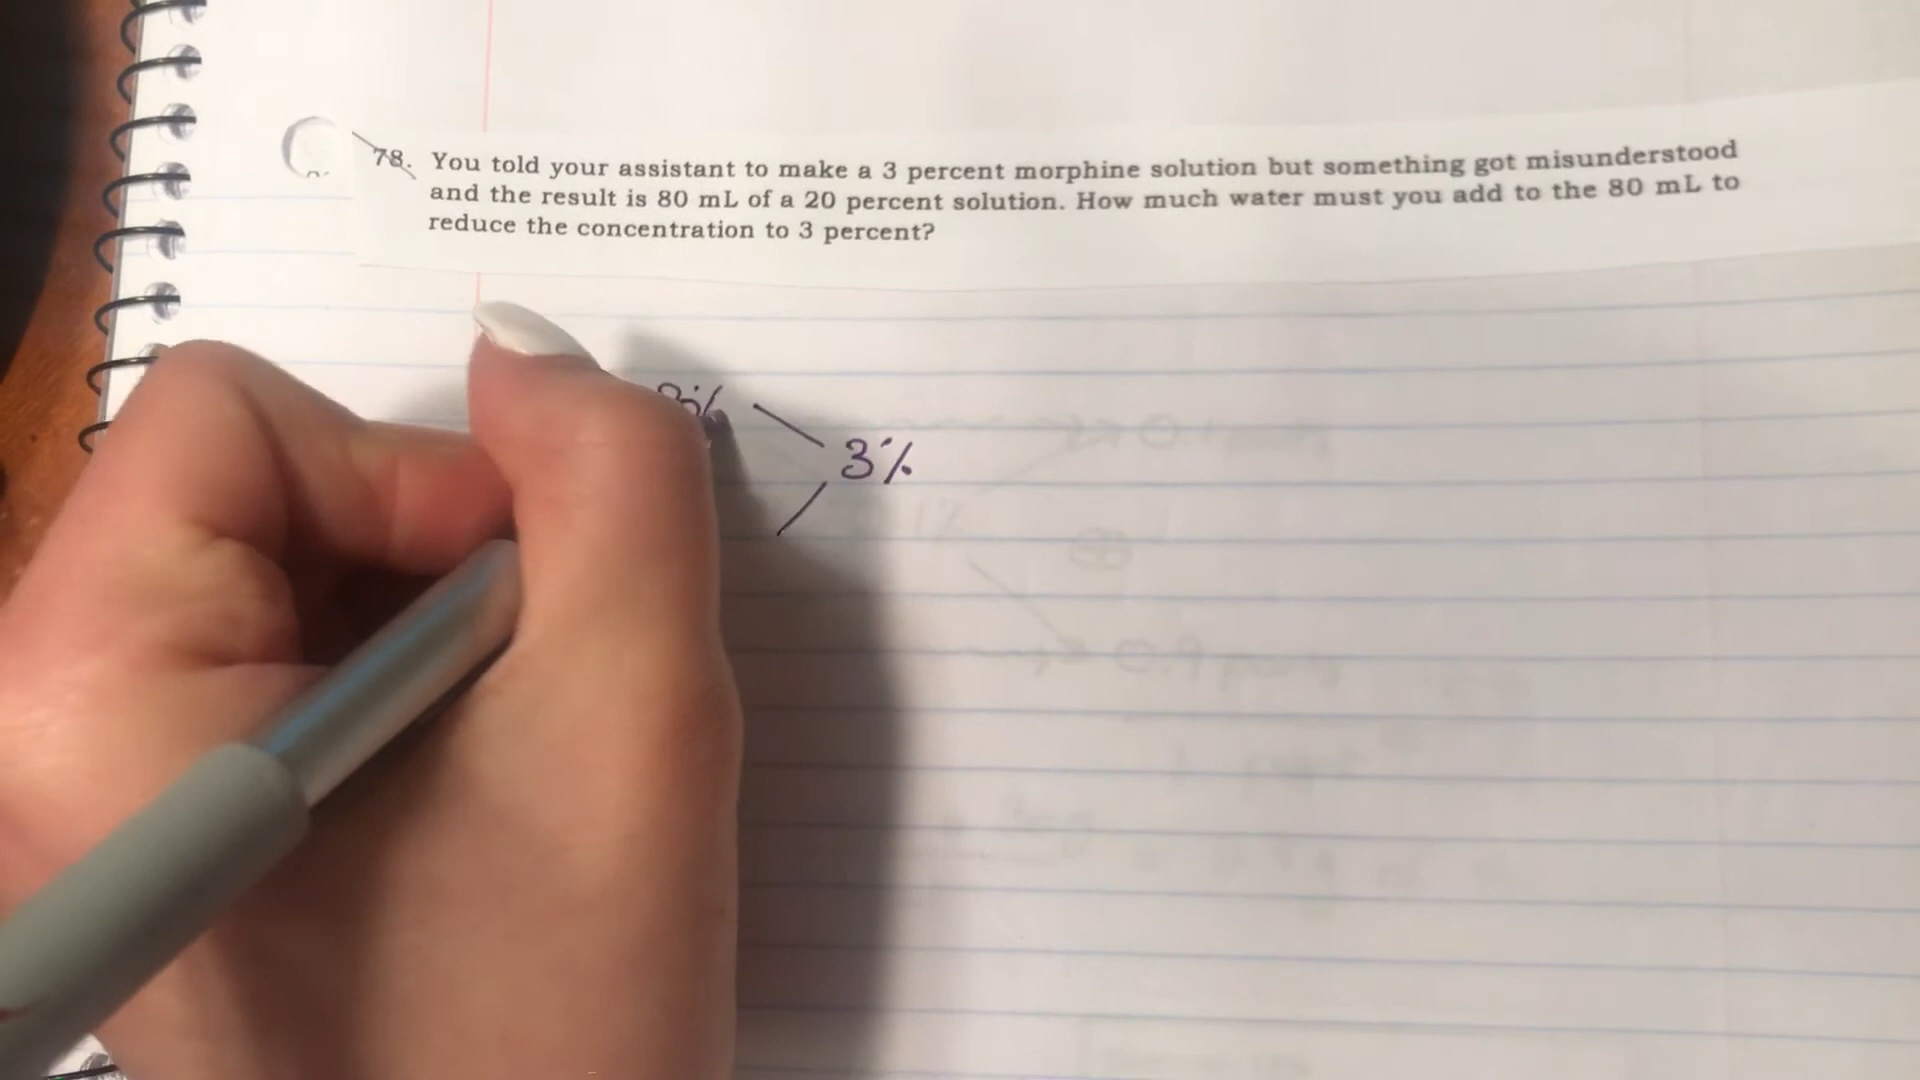 78. You told your assistant to make a 3 percent morphine solution but something got misunderstood
and the result is 80 mL of a 20 percent solution. How much water must you add to the 80 mL to
reduce the concentration to 3 percent?
3%